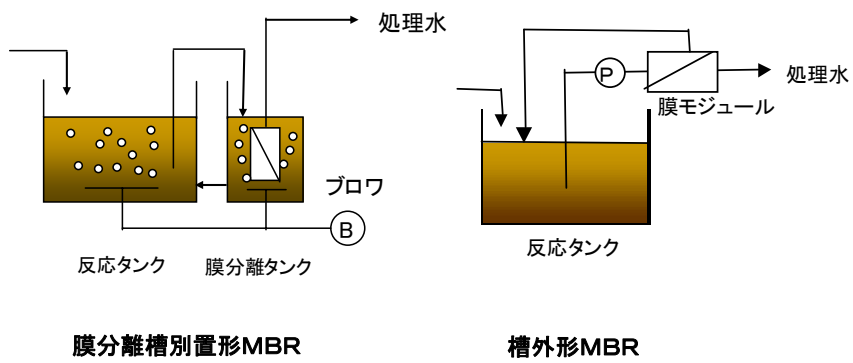 処理水
ブロワ
B
反応タンク
膜分離タンク
膜分離槽別置形MBR
P
処理水
膜モジュール
反応タンク
槽外形MBR